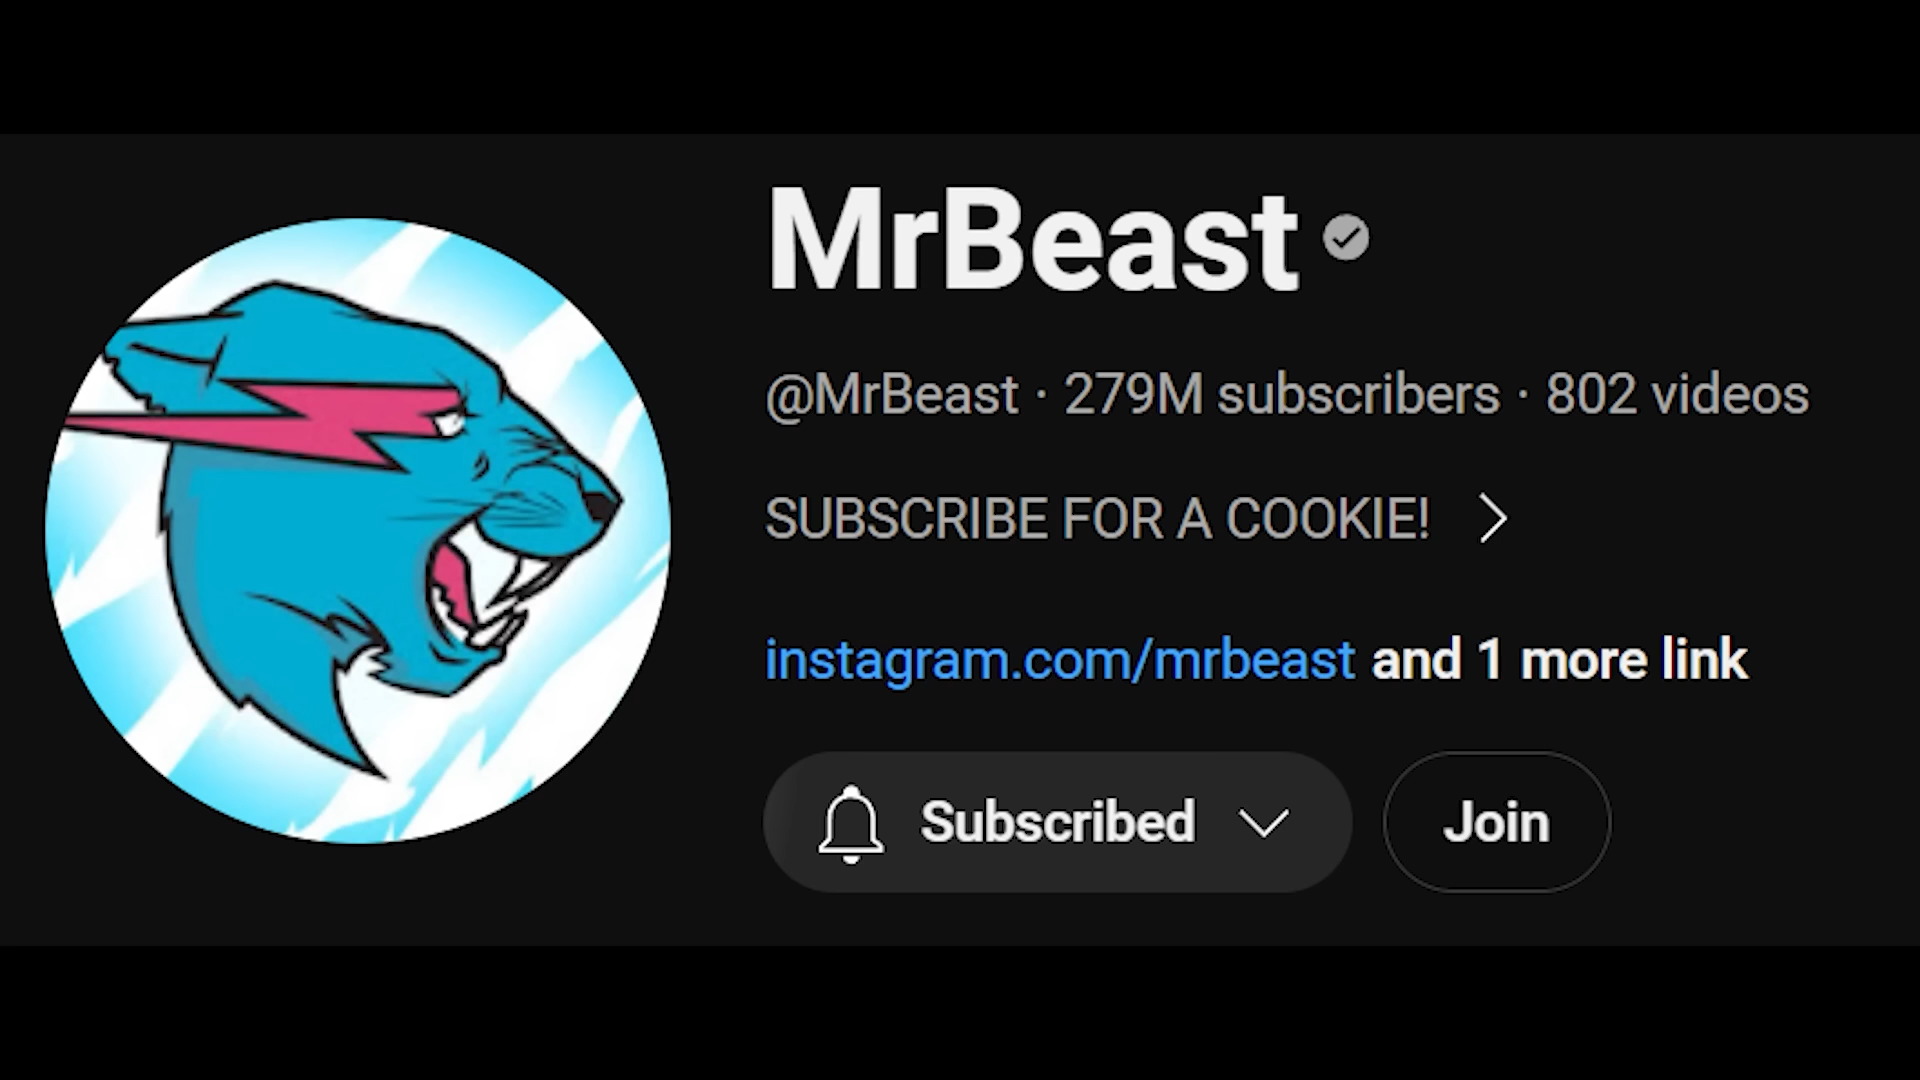 MrBeast
@MrBeast · 279M subscribers · 802 videos
SUBSCRIBE FOR A COOKIE!
instagram.com/mrbeast and 1 more link
Subscribed
Join